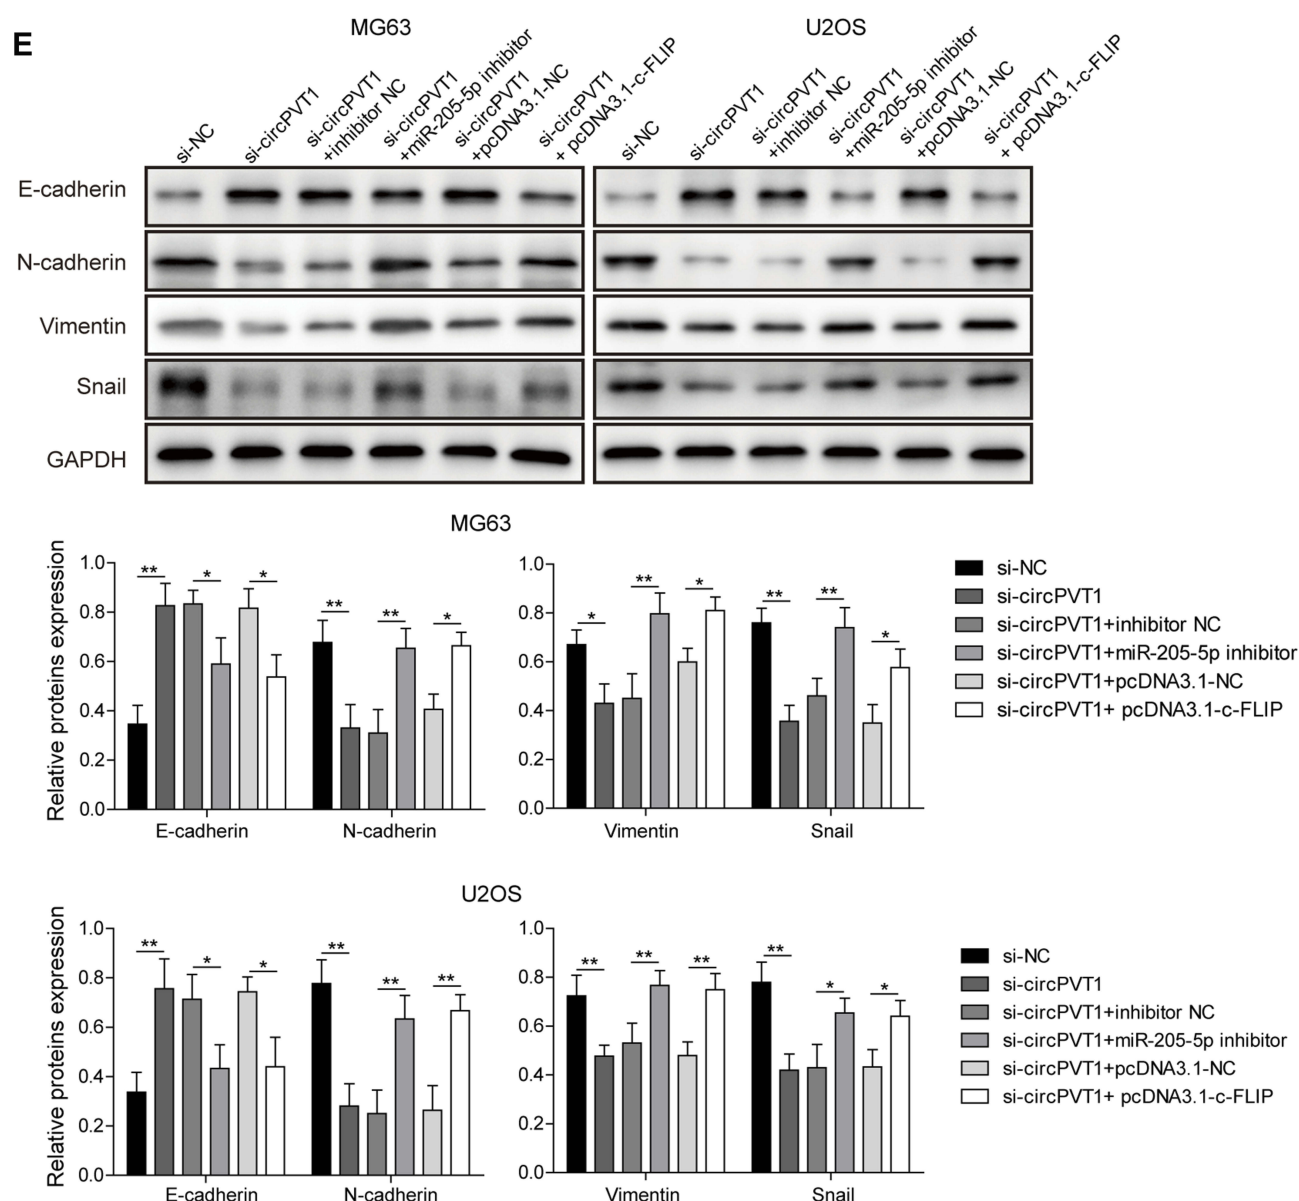 E
MG63
U2OS
si-NC
si-circPVT1
si-circPVT1
+inhibitor NC
si-circPVT1
+miR-205-5p inhibitor
si-circPVT1
+pcDNA3.1-NC
si-circPVT1
+ pcDNA3.1-c-FLIP
si-NC
si-circPVT1
si-circPVT1
+inhibitor NC
si-circPVT1
+miR-205-5p inhibitor
si-circPVT1
+pcDNA3.1-NC
si-circPVT1
+ pcDNA3.1-c-FLIP
E-cadherin
N-cadherin
Vimentin
Snail
GAPDH
MG63
Relative proteins expression
1.0
0.8
0.6
0.4
0.2
0.0
** * * ** ** *
E-cadherin
N-cadherin
1.0
0.8
0.6
0.4
0.2
0.0
* ** * ** ** *
Vimentin
Snail
si-NC
si-circPVT1
si-circPVT1+inhibitor NC
si-circPVT1+miR-205-5p inhibitor
si-circPVT1+pcDNA3.1-NC
si-circPVT1+ pcDNA3.1-c-FLIP
U2OS
Relative proteins expression
1.0
0.8
0.6
0.4
0.2
0.0
** * * ** ** **
E-cadherin
N-cadherin
1.0
0.8
0.6
0.4
0.2
0.0
** ** ** ** * *
Vimentin
Snail
si-NC
si-circPVT1
si-circPVT1+inhibitor NC
si-circPVT1+miR-205-5p inhibitor
si-circPVT1+pcDNA3.1-NC
si-circPVT1+ pcDNA3.1-c-FLIP